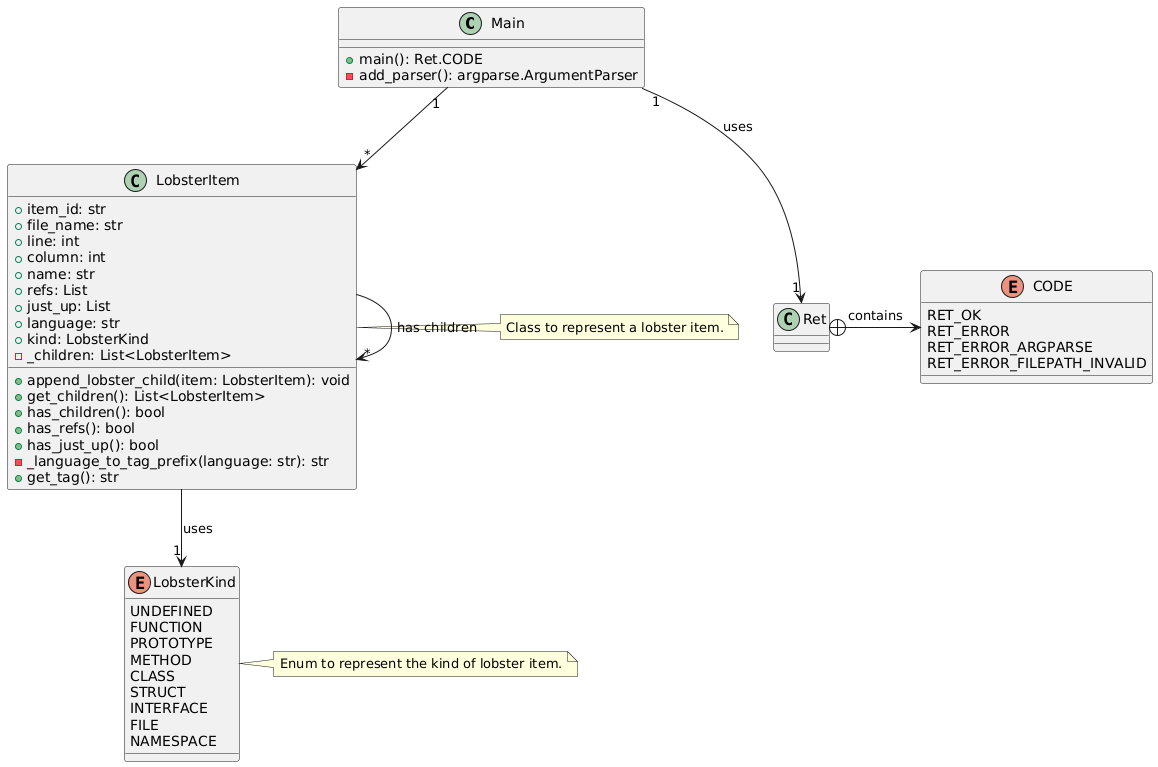 C Main
main(): Ret.CODE
add_parser(): argparse.ArgumentParser
1
1
uses
*
C LobsterItem
item_id: str
file_name: str
line: int
column: int
name: str
refs: List
just_up: List
language: str
kind: LobsterKind
_children: List<LobsterItem>
append_lobster_child(item: LobsterItem): void
get_children(): List<LobsterItem>
has_children(): bool
has_refs(): bool
has_just_up(): bool
_language_to_tag_prefix(language: str): str
get_tag(): str
has children
*
Class to represent a lobster item.
1
C Ret
contains
E CODE
RET_OK
RET_ERROR
RET_ERROR_ARGPARSE
RET_ERROR_FILEPATH_INVALID
uses
1
E LobsterKind
UNDEFINED
FUNCTION
PROTOTYPE
METHOD
CLASS
STRUCT
INTERFACE
FILE
NAMESPACE
Enum to represent the kind of lobster item.